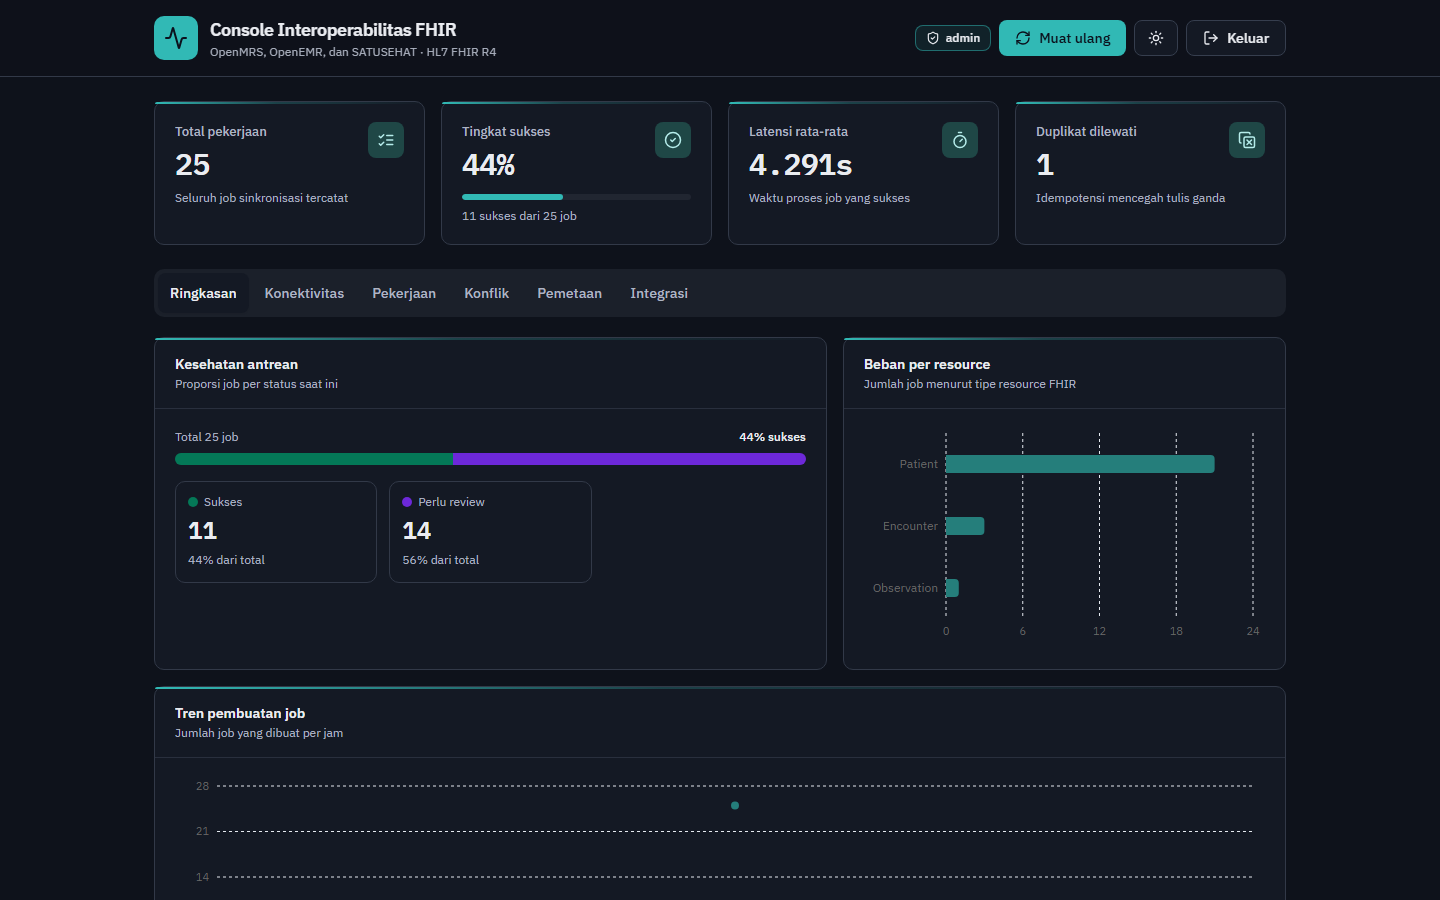 Console Interoperabilitas FHIR
OpenMRS, OpenEMR, dan SATUSEHAT · HL7 FHIR R4
admin
Muat ulang
Keluar
Total pekerjaan
25
Seluruh job sinkronisasi tercatat
Tingkat sukses
44%
11 sukses dari 25 job
Latensi rata-rata
4.291s
Waktu proses job yang sukses
Duplikat dilewati
1
Idempotensi mencegah tulis ganda
Ringkasan
Konektivitas
Pekerjaan
Konflik
Pemetaan
Integrasi
Kesehatan antrean
Proporsi job per status saat ini
Total 25 job
44% sukses
Sukses
11
44% dari total
Perlu review
14
56% dari total
Beban per resource
Jumlah job menurut tipe resource FHIR
Patient
Encounter
Observation
0 6 12 18 24
Tren pembuatan job
Jumlah job yang dibuat per jam
28
21
14